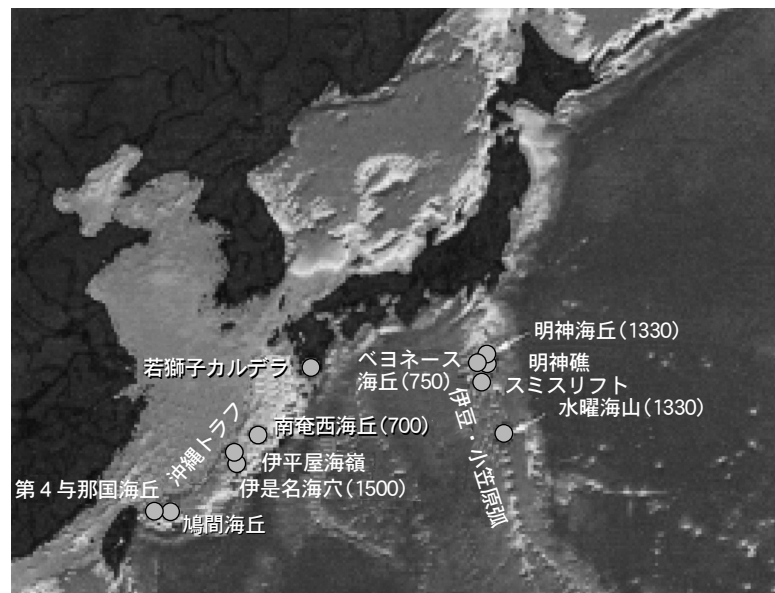 明神海丘(1330)
ベヨネース
海丘(750)
明神礁
スミスリフト
水曜海山(1330)
伊豆・小笠原弧
若獅子カルデラ
南奄西海丘(700)
沖縄トラフ
伊平屋海嶺
伊是名海穴(1500)
第4与那国海丘
鳩間海丘